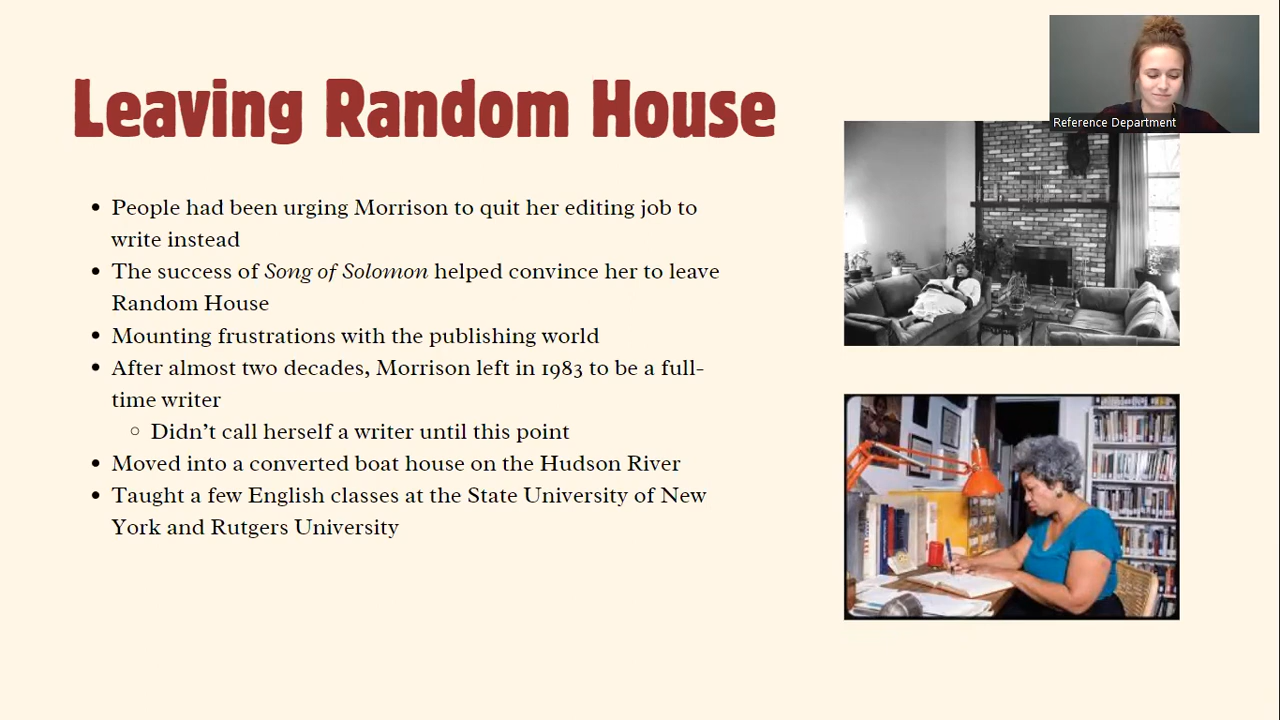 Leaving Random House
Reference Department
• People had been urging Morrison to quit her editing job to
write instead
• The success of Song of Solomon helped convince her to leave
Random House
• Mounting frustrations with the publishing world
• After almost two decades, Morrison left in 1983 to be a full-
time writer
○ Didn’t call herself a writer until this point
• Moved into a converted boat house on the Hudson River
• Taught a few English classes at the State University of New
York and Rutgers University